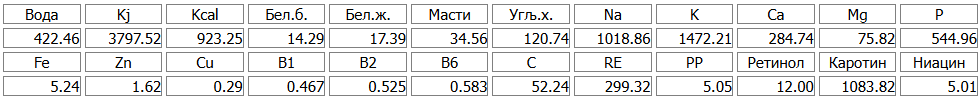 Вода Kj Kcal Бел.б. Бел.ж. Масти Угљ.х. Na K Ca Mg P
422.46 3797.52 923.25 14.29 17.39 34.56 120.74 1018.86 1472.21 284.74 75.82 544.96
Fe Zn Cu B1 B2 B6 C RE PP Ретинол Каротин Ниацин
5.24 1.62 0.29 0.467 0.525 0.583 52.24 299.32 5.05 12.00 1083.82 5.01